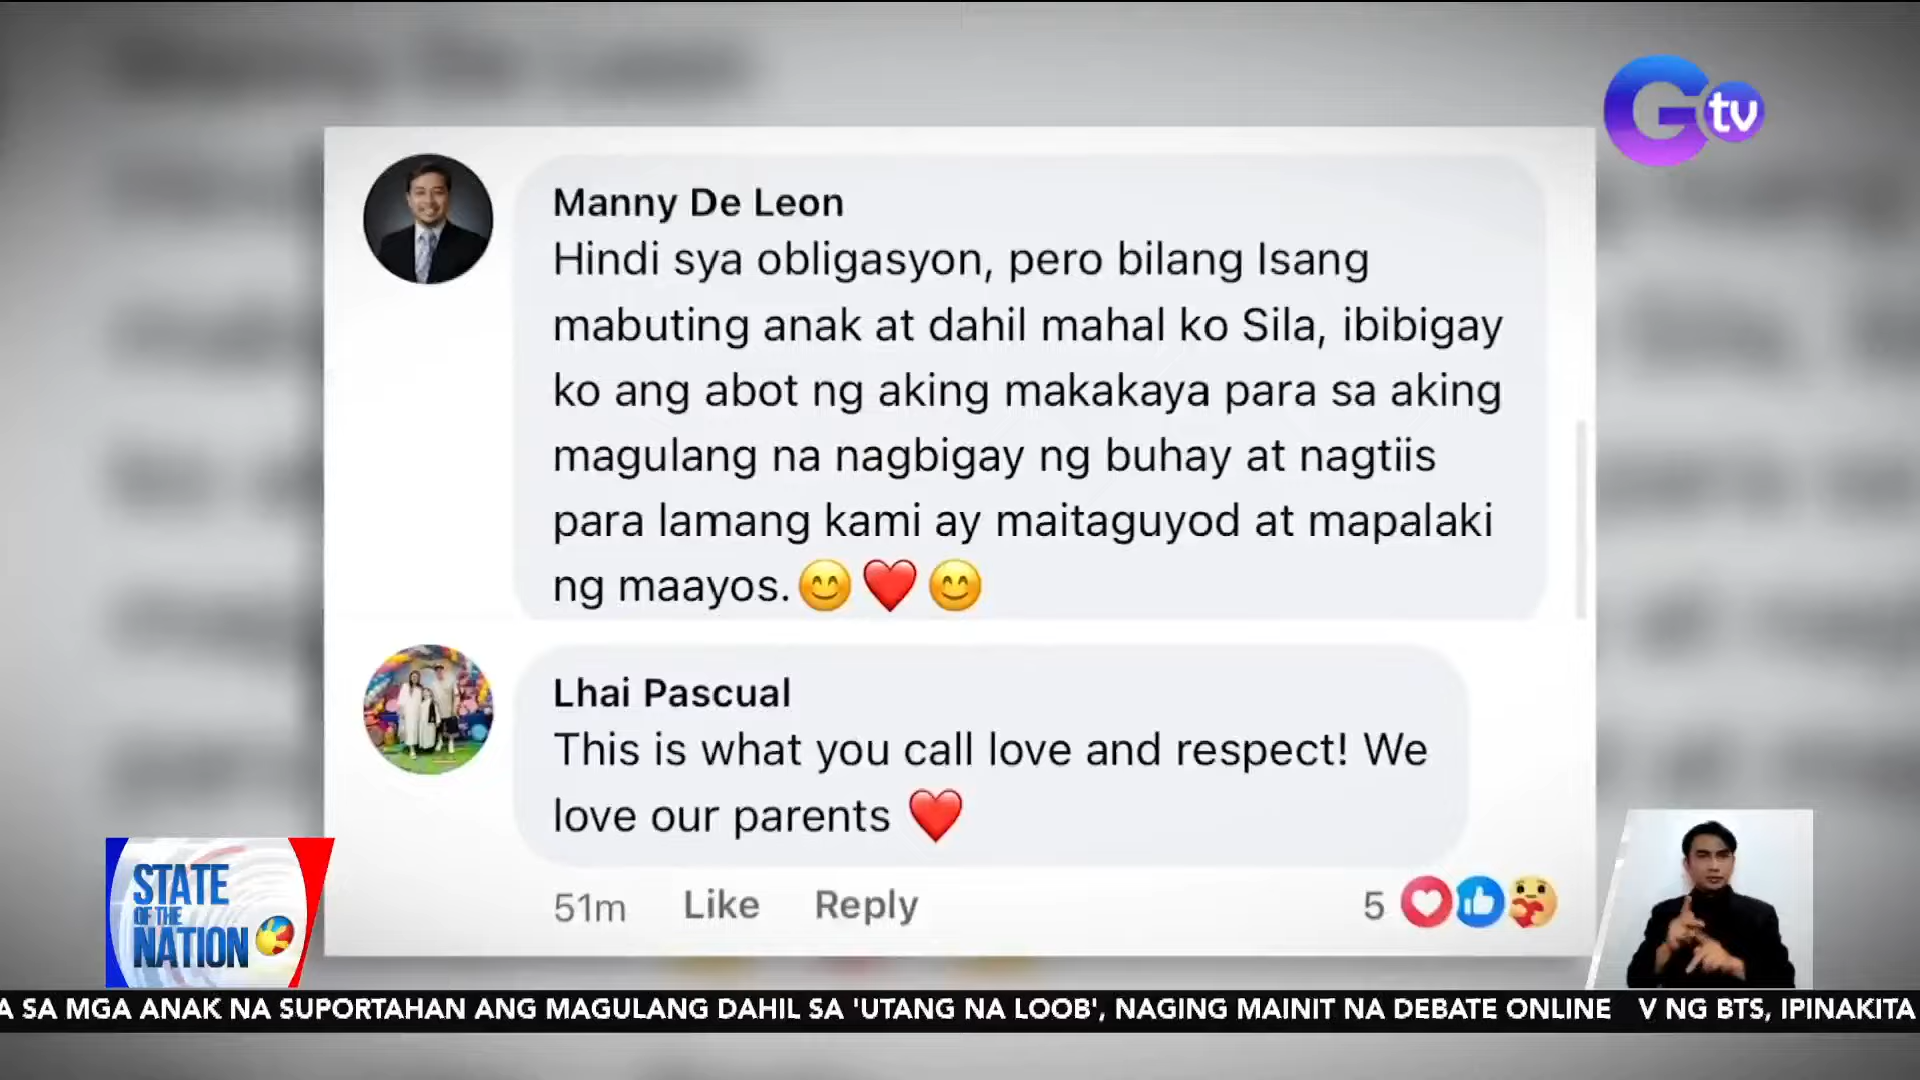 Gtv
Manny De Leon
Hindi sya obligasyon, pero bilang Isang
mabuting anak at dahil mahal ko Sila, ibibigay
ko ang abot ng aking makakaya para sa aking
magulang na nagbigay ng buhay at nagtiis
para lamang kami ay maitaguyod at mapalaki
ng maayos.😊❤️😊
Lhai Pascual
This is what you call love and respect! We
love our parents ❤️
51m Like Reply 5
STATE
OF THE
NATION
A SA MGA ANAK NA SUPORTAHAN ANG MAGULANG DAHIL SA 'UTANG NA LOOB', NAGING MAINIT NA DEBATE ONLINE V NG BTS, IPINAKITA